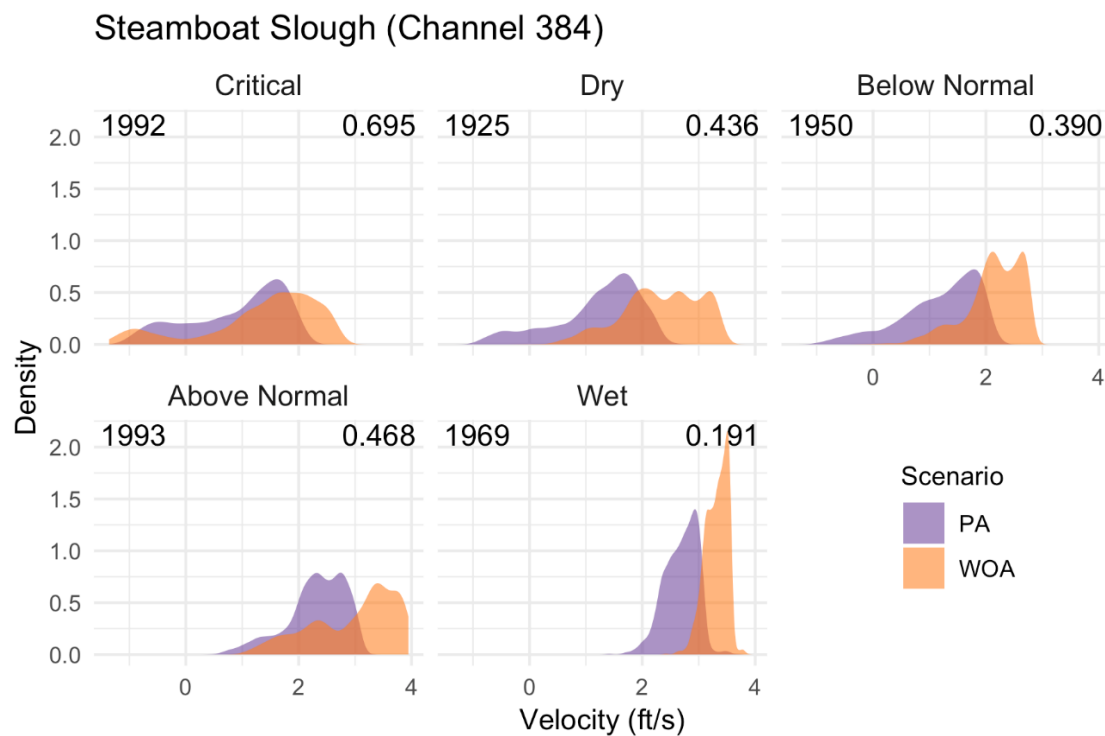 Steamboat Slough (Channel 384)
Critical
Dry
Below Normal
1992
0.695
1925
0.436
1950
0.390
2.0
1.5
1.0
0.5
0.0
0 2 4
Density
Above Normal
Wet
1993
0.468
1969
0.191
2.0
1.5
1.0
0.5
0.0
0 2 4
0 2 4
Velocity (ft/s)
Scenario
PA
WOA